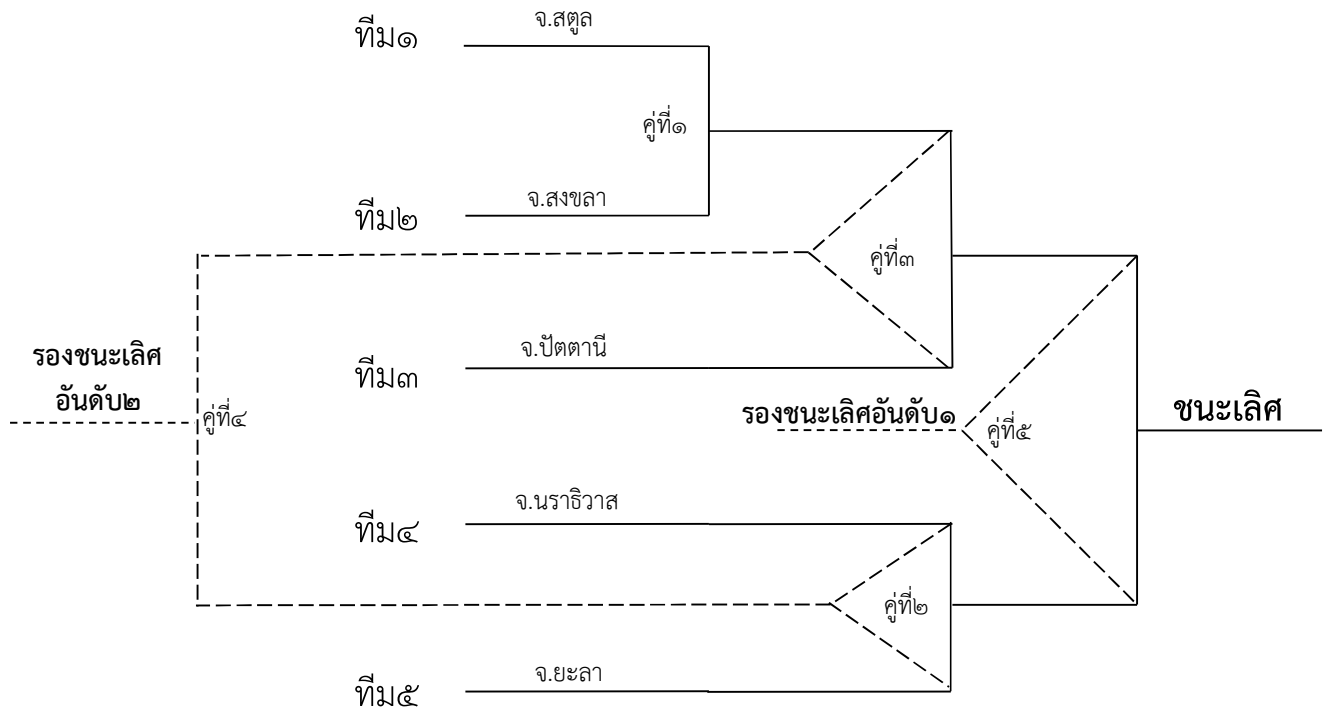 ทีม๑
จ.สตูล
คู่ที่๑
ทีม๒
จ.สงขลา
คู่ที่๓
ทีม๓
จ.ปัตตานี
รองชนะเลิศ
อันดับ๒
คู่ที่๔
รองชนะเลิศอันดับ๑
คู่ที่๕
ชนะเลิศ
ทีม๔
จ.นราธิวาส
คู่ที่๒
ทีม๕
จ.ยะลา